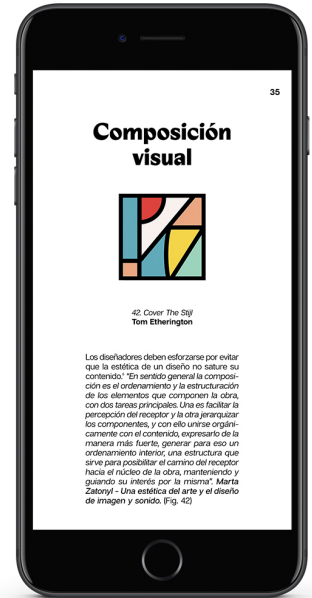 35
Composición
visual
42. Cover The Stijl
Tom Etherington
Los diseñadores deben esforzarse por evitar
que la estética de un diseño no sature su
contenido.¹ "En sentido general la composi-
ción es el ordenamiento y la estructuración
de los elementos que componen la obra,
con dos tareas principales. Una es facilitar la
percepción del receptor y la otra jerarquizar
los componentes, y con ello unirse orgáni-
camente con el contenido, expresarlo de la
manera más fuerte, generar para eso un
ordenamiento interior, una estructura que
sirve para posibilitar el camino del receptor
hacia el núcleo de la obra, manteniendo y
guiando su interés por la misma". Marta
Zatonyl - Una estética del arte y el diseño
de imagen y sonido. (Fig. 42)